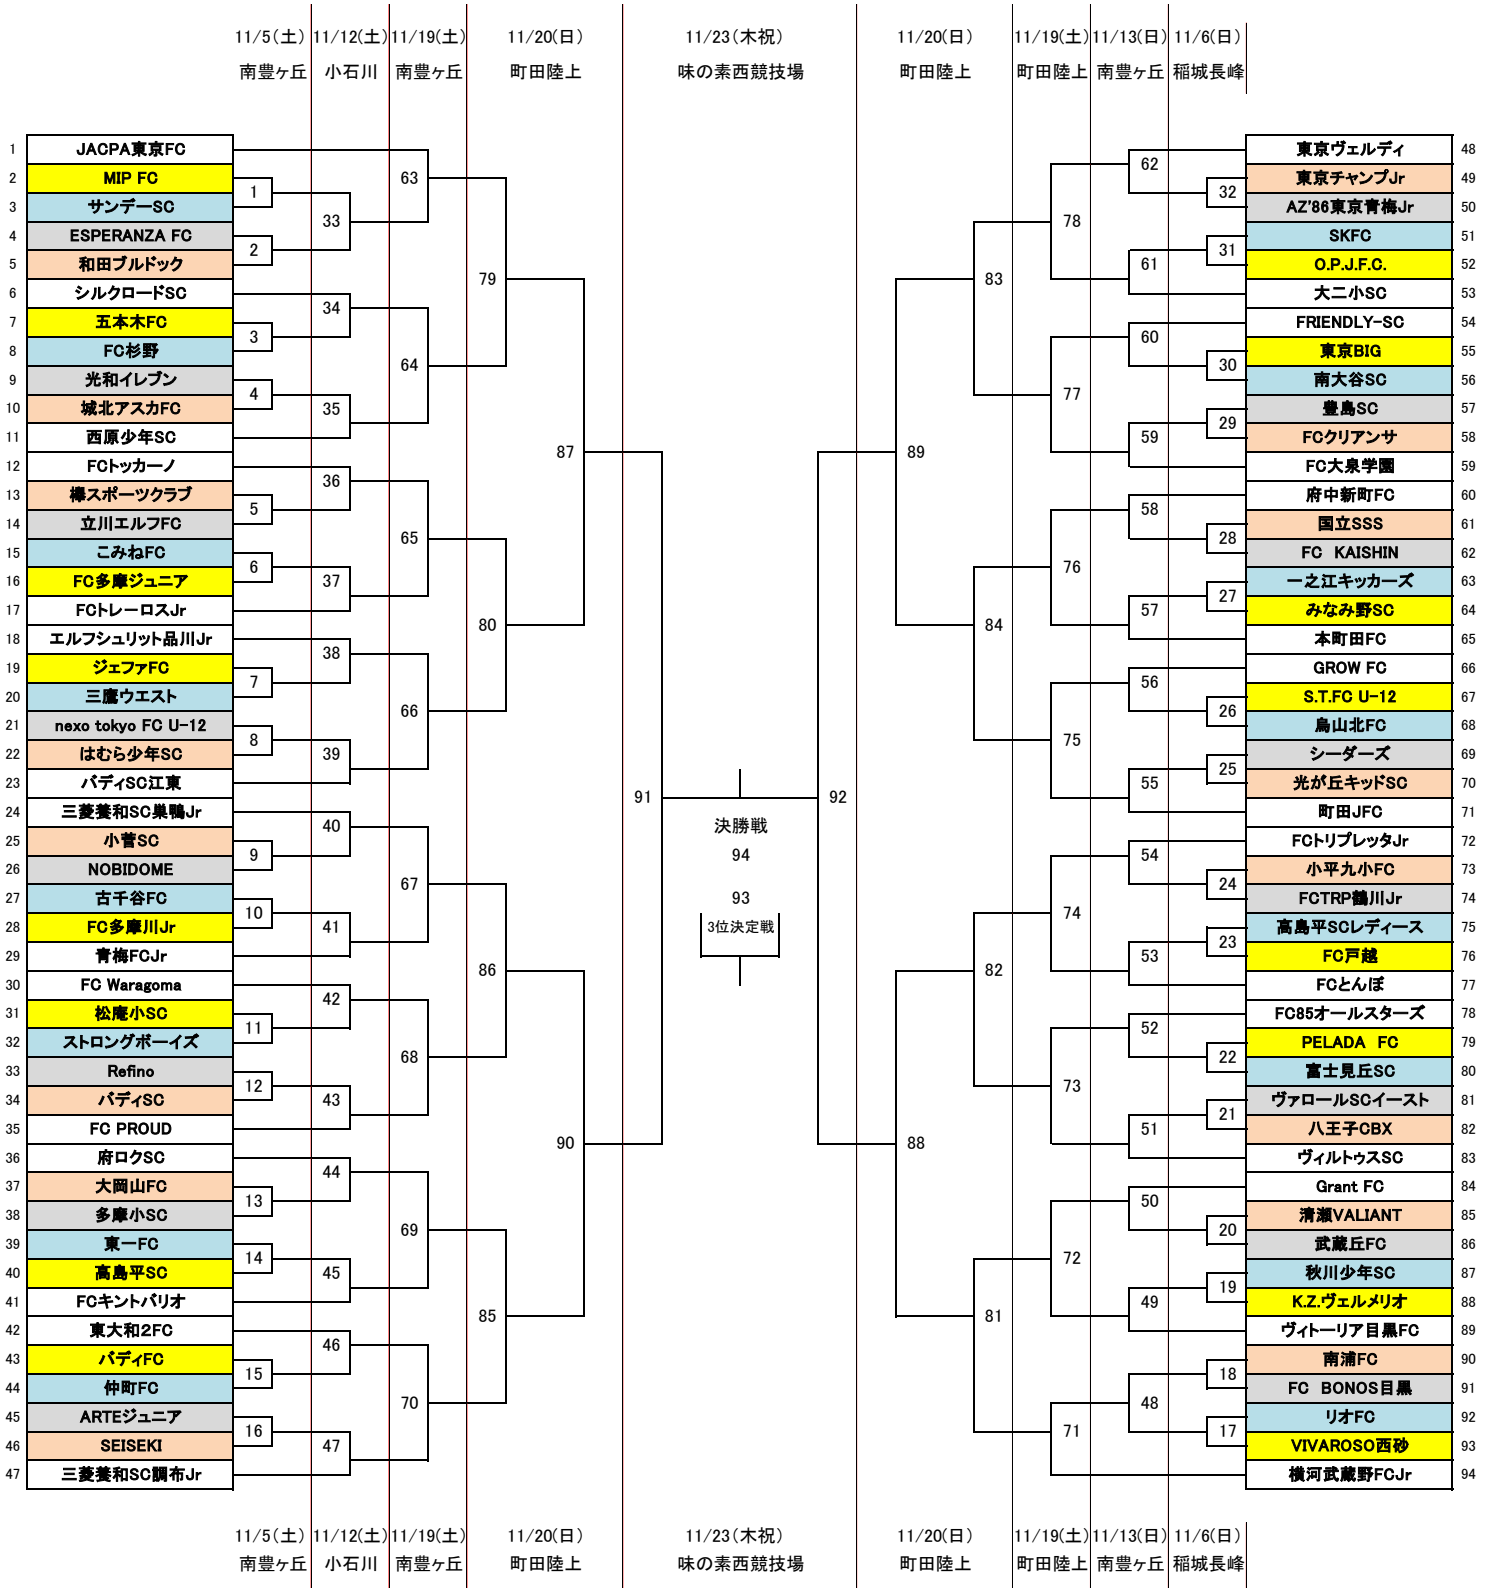 11/5(土) 11/12(土) 11/19(土) 11/20(日) 11/23(木祝) 11/20(日) 11/19(土) 11/13(日) 11/6(日)
南豊ヶ丘 小石川 南豊ヶ丘 町田陸上 味の素西競技場 町田陸上 町田陸上 南豊ヶ丘 稲城長峰
1 JACPA東京FC
2 MIP FC
3 サンデーSC
4 ESPERANZA FC
5 和田ブルドック
6 シルクロードSC
7 五本木FC
8 FC杉野
9 光和イレブン
10 城北アスカFC
11 西原少年SC
12 FCトッカーノ
13 欅スポーツクラブ
14 立川エルフFC
15 こみねFC
16 FC多摩ジュニア
17 FCトレーロスJr
18 エルフシュリット品川Jr
19 ジェファFC
20 三鷹ウエスト
21 nexo tokyo FC U-12
22 はむら少年SC
23 バディSC江東
24 三菱養和SC巣鴨Jr
25 小菅SC
26 NOBIDOME
27 古千谷FC
28 FC多摩川Jr
29 青梅FCJr
30 FC Waragoma
31 松庵小SC
32 ストロングボーイズ
33 Refino
34 バディSC
35 FC PROUD
36 府ロクSC
37 大岡山FC
38 多摩小SC
39 東一FC
40 高島平SC
41 FCキントバリオ
42 東大和2FC
43 バディFC
44 仲町FC
45 ARTEジュニア
46 SEISEKI
47 三菱養和SC調布Jr
1
2
3
4
5
6
7
8
9
10
11
12
13
14
15
16
33
34
35
36
37
38
39
40
41
42
43
44
45
46
47
63
64
65
66
67
68
69
70
79
80
86
85
87
90
91
決勝戦
94
93
3位決定戦
92
89
88
83
84
82
81
78
77
76
75
74
73
72
71
62
61
60
59
58
57
56
55
54
53
52
51
50
49
48
32
31
30
29
28
27
26
25
24
23
22
21
20
19
18
17
東京ヴェルディ 48
東京チャンプJr 49
AZ'86東京青梅Jr 50
SKFC 51
O.P.J.F.C. 52
大二小SC 53
FRIENDLY-SC 54
東京BIG 55
南大谷SC 56
豊島SC 57
FCクリアンサ 58
FC大泉学園 59
府中新町FC 60
国立SSS 61
FC KAISHIN 62
一之江キッカーズ 63
みなみ野SC 64
本町田FC 65
GROW FC 66
S.T.FC U-12 67
烏山北FC 68
シーダーズ 69
光が丘キッドSC 70
町田JFC 71
FCトリプレッタJr 72
小平九小FC 73
FCTRP鶴川Jr 74
高島平SCレディース 75
FC戸越 76
FCとんぼ 77
FC85オールスターズ 78
PELADA FC 79
富士見丘SC 80
ヴァロールSCイースト 81
八王子CBX 82
ヴィルトゥスSC 83
Grant FC 84
清瀬VALIANT 85
武蔵丘FC 86
秋川少年SC 87
K.Z.ヴェルメリオ 88
ヴィトーリア目黒FC 89
南浦FC 90
FC BONOS目黒 91
リオFC 92
VIVAROSO西砂 93
横河武蔵野FCJr 94
11/5(土) 11/12(土) 11/19(土) 11/20(日) 11/23(木祝) 11/20(日) 11/19(土) 11/13(日) 11/6(日)
南豊ヶ丘 小石川 南豊ヶ丘 町田陸上 味の素西競技場 町田陸上 町田陸上 南豊ヶ丘 稲城長峰